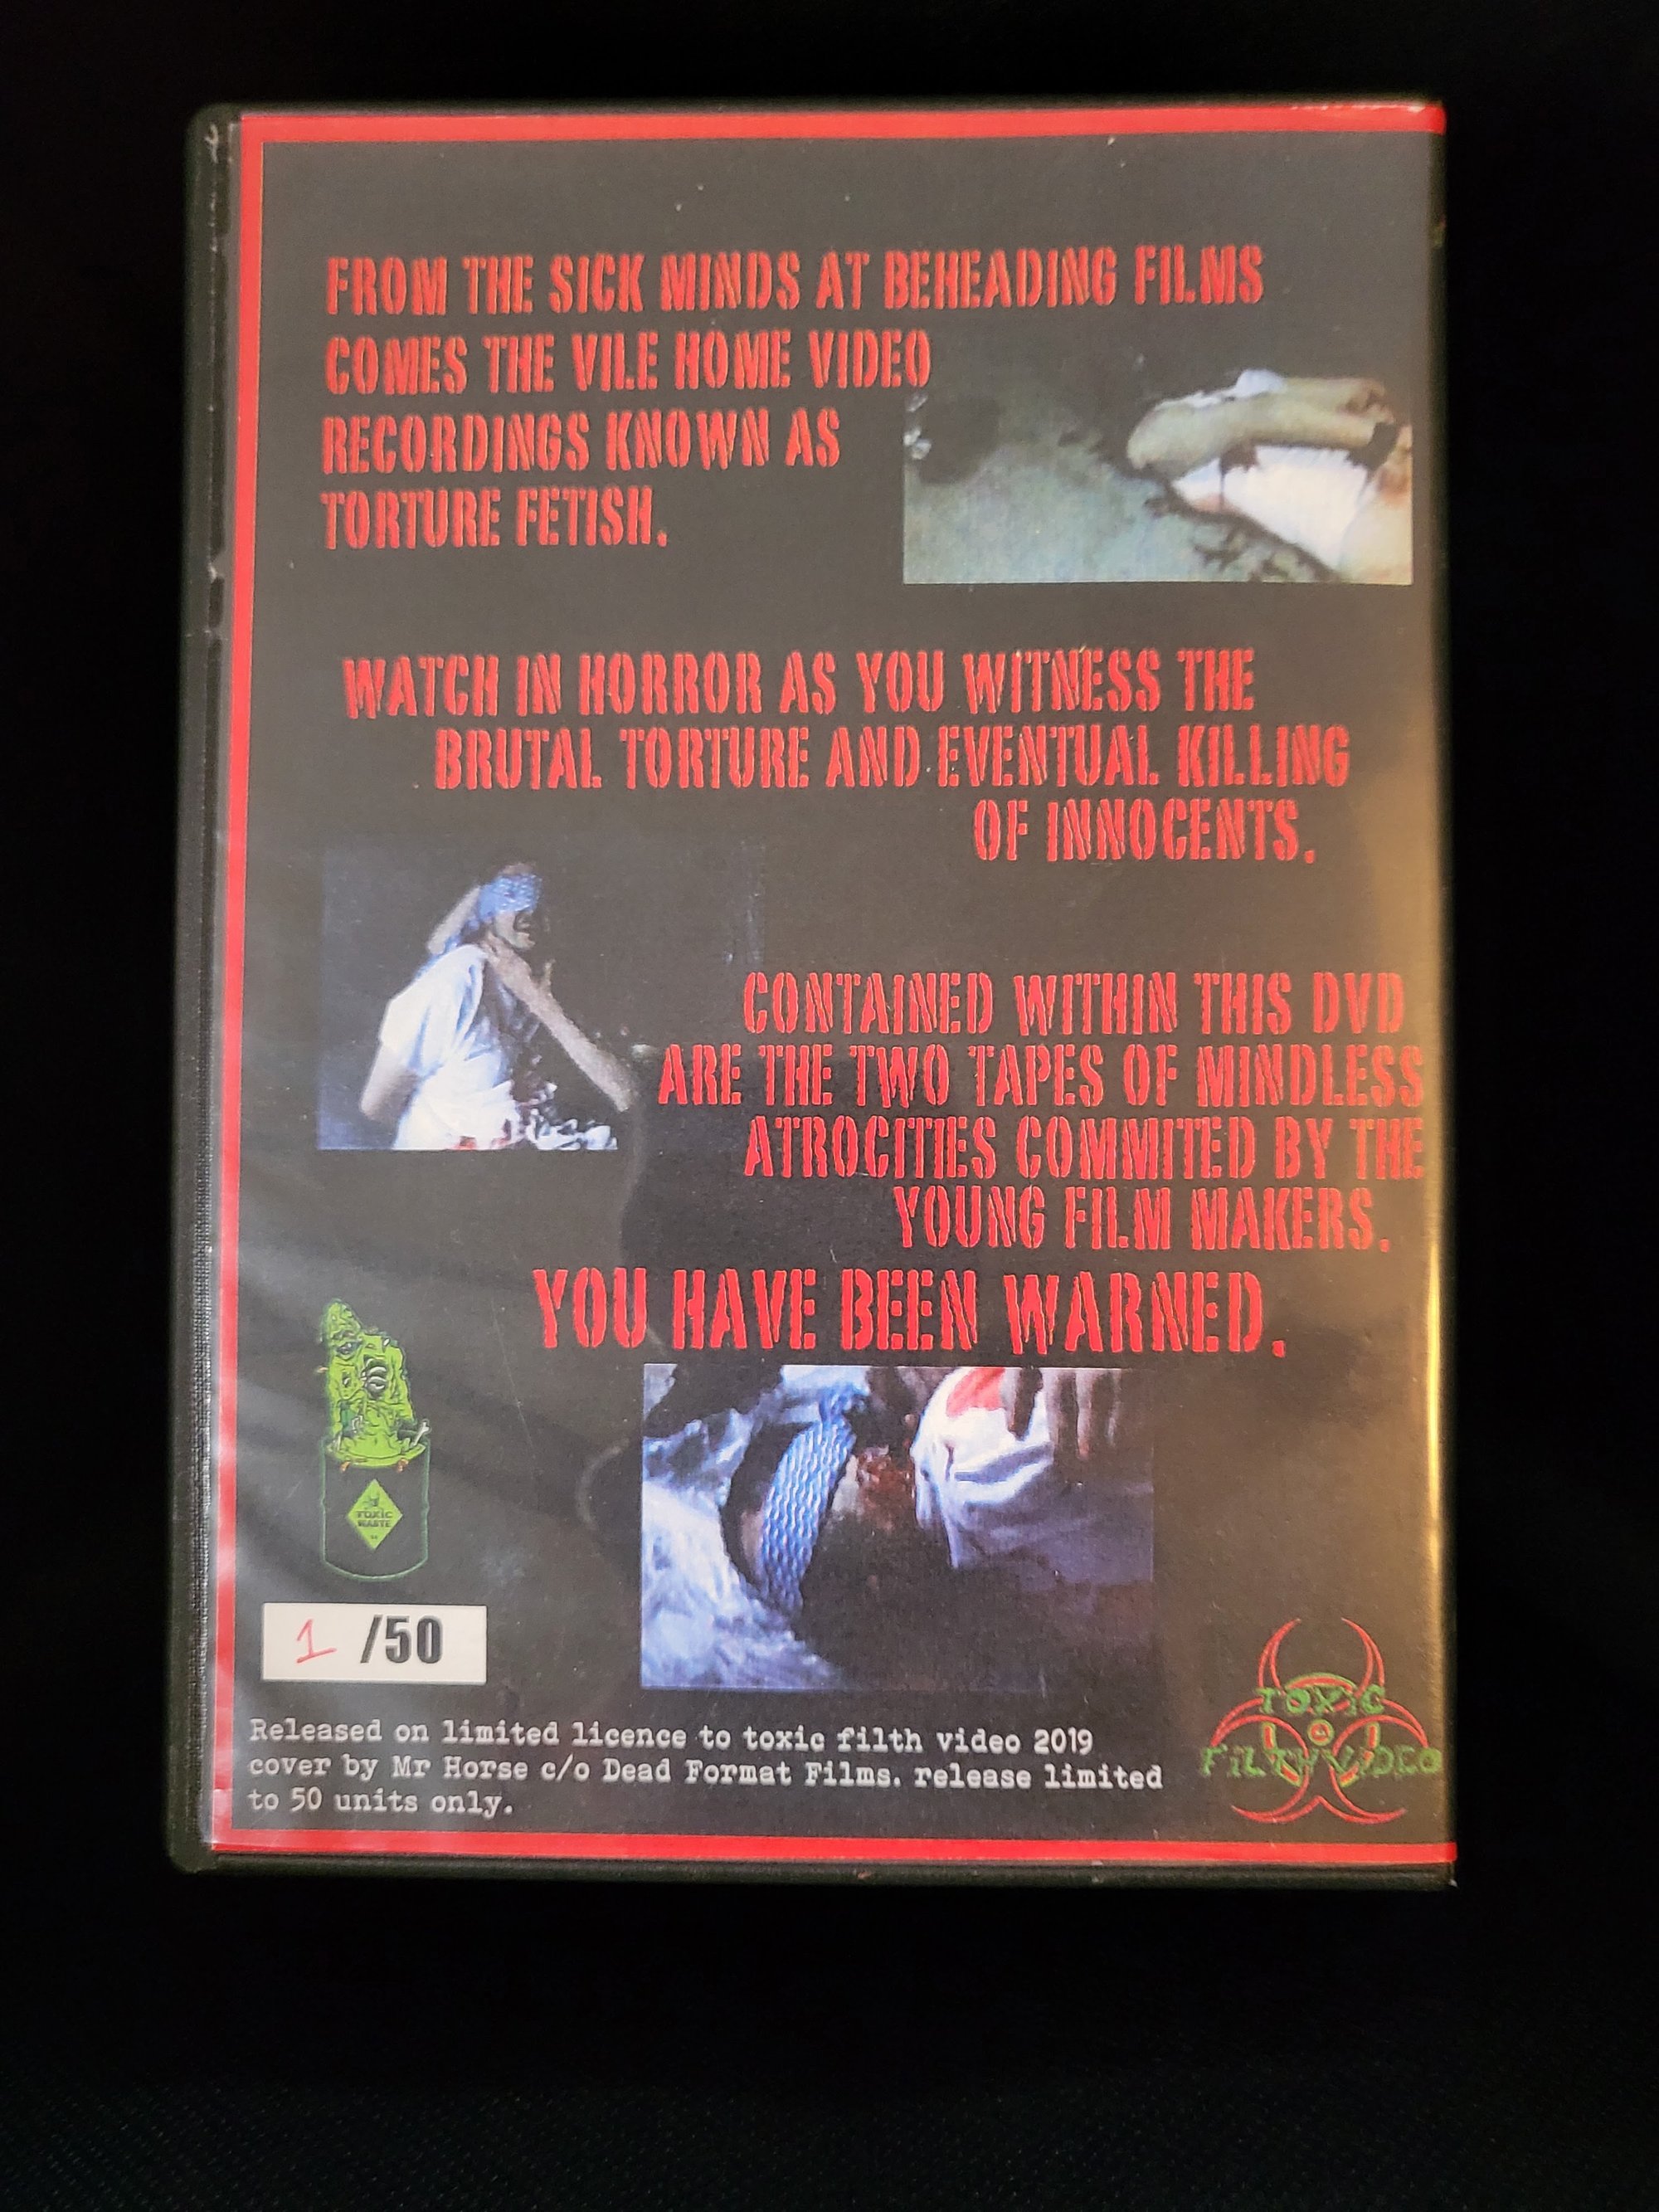 FROM THE SICK MINDS AT BEHEADING FILMS
COMES THE VILE HOME VIDEO
RECORDINGS KNOWN AS
TORTURE FETISH.
WATCH IN HORROR AS YOU WITNESS THE
BRUTAL TORTURE AND EVENTUAL KILLING
OF INNOCENTS.
CONTAINED WITHIN THIS DVD
ARE THE TWO TAPES OF MINDLESS
ATROCITIES COMMITED BY THE
YOUNG FILM MAKERS.
YOU HAVE BEEN WARNED.
TOXIC
WASTE
1 /50
Released on limited licence to toxic filth video 2019
cover by Mr Horse c/o Dead Format Films. release limited
to 50 units only.
TOXIC
FILTH VIDEO